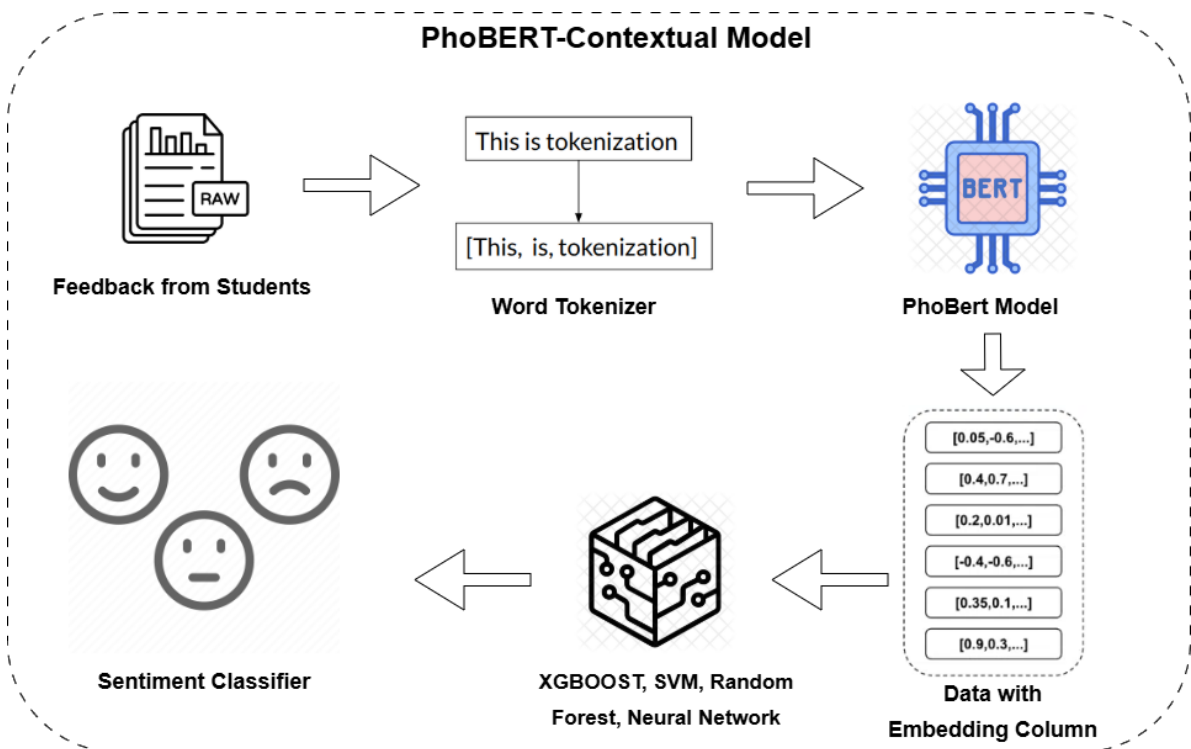 PhoBERT-Contextual Model
RAW
Feedback from Students
This is tokenization
[This, is, tokenization]
Word Tokenizer
BERT
PhoBert Model
[0.05,-0.6,...]
[0.4,0.7,...]
[0.2,0.01,...]
[-0.4,-0.6,...]
[0.35,0.1,...]
[0.9,0.3,...]
Data with
Embedding Column
XGBOOST, SVM, Random
Forest, Neural Network
Sentiment Classifier